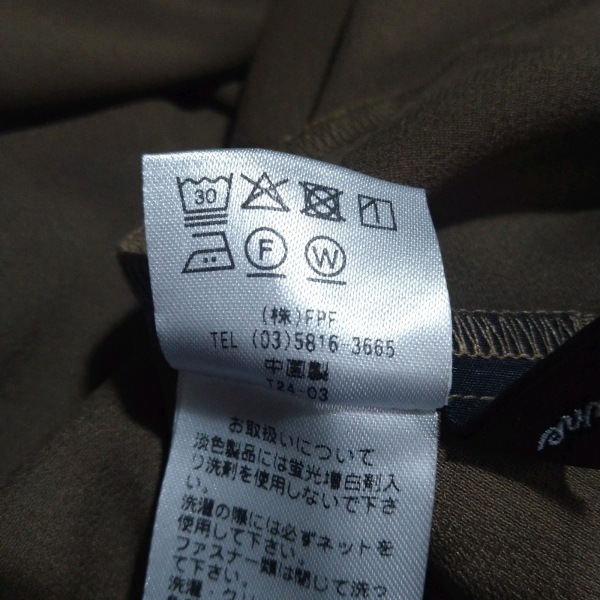 30
F W
(株)FPF
TEL (03)5816-3665
中国製
T24-03
お取扱いについて
淡色製品には蛍光増白剤入
り洗剤を使用しないで下さ
い。
洗濯の際には必ずネットを
使用して下さい。
ファスナー類は閉じて洗っ
て下さい。
洗濯・クリ